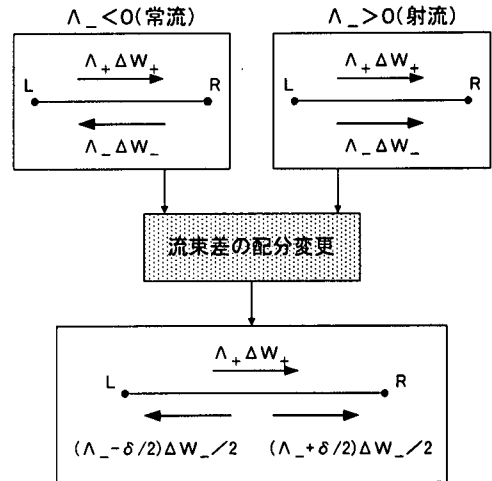 Λ_<0(常流)
Λ_>0(射流)
Λ₊ΔW₊
L R
Λ_ΔW_
Λ₊ΔW₊
L R
Λ_ΔW_
流束差の配分変更
Λ₊ΔW₊
L R
(Λ_−δ/2)ΔW_/2 (Λ_+δ/2)ΔW_/2